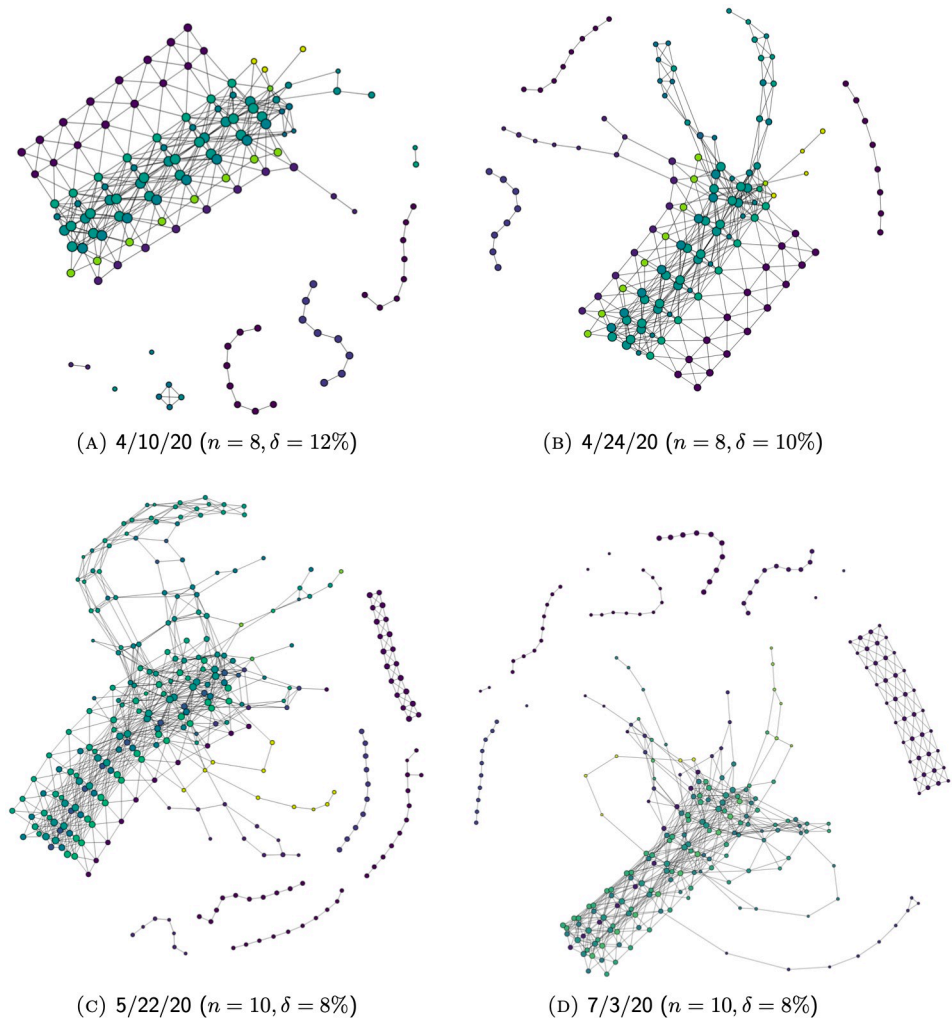 (A) 4/10/20 (n = 8, δ = 12%)
(B) 4/24/20 (n = 8, δ = 10%)
(C) 5/22/20 (n = 10, δ = 8%)
(D) 7/3/20 (n = 10, δ = 8%)